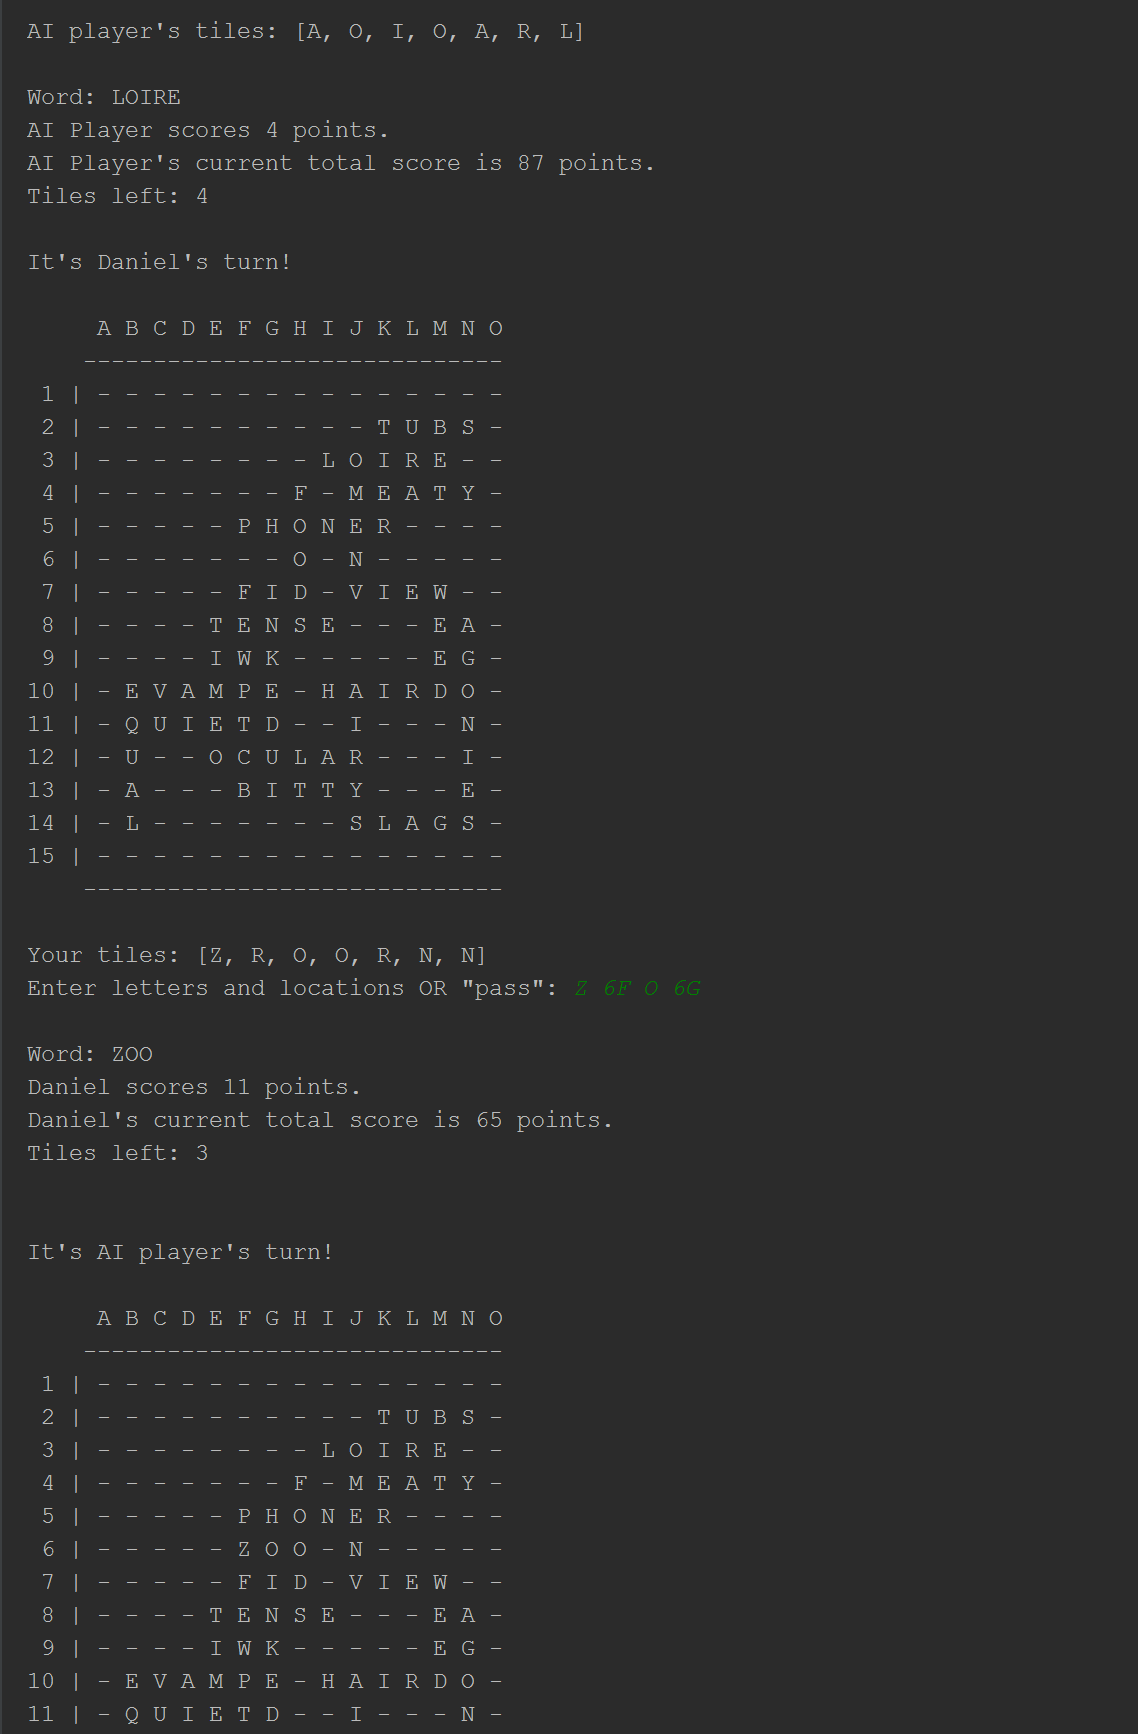 AI player's tiles: [A, O, I, O, A, R, L]
Word: LOIRE
AI Player scores 4 points.
AI Player's current total score is 87 points.
Tiles left: 4
It's Daniel's turn!
A B C D E F G H I J K L M N O
------------------------------
1 | - - - - - - - - - - - - - - -
2 | - - - - - - - - - - T U B S -
3 | - - - - - - - - L O I R E - -
4 | - - - - - - - F - M E A T Y -
5 | - - - - - P H O N E R - - - -
6 | - - - - - - - O - N - - - - -
7 | - - - - - F I D - V I E W - -
8 | - - - - T E N S E - - - E A -
9 | - - - - I W K - - - - - E G -
10 | - E V A M P E - H A I R D O -
11 | - Q U I E T D - - I - - - N -
12 | - U - - O C U L A R - - - I -
13 | - A - - - B I T T Y - - - E -
14 | - L - - - - - - - S L A G S -
15 | - - - - - - - - - - - - - - -
------------------------------
Your tiles: [Z, R, O, O, R, N, N]
Enter letters and locations OR "pass": Z 6F O 6G
Word: ZOO
Daniel scores 11 points.
Daniel's current total score is 65 points.
Tiles left: 3
It's AI player's turn!
A B C D E F G H I J K L M N O
------------------------------
1 | - - - - - - - - - - - - - - -
2 | - - - - - - - - - - T U B S -
3 | - - - - - - - - L O I R E - -
4 | - - - - - - - F - M E A T Y -
5 | - - - - - P H O N E R - - - -
6 | - - - - - Z O O - N - - - - -
7 | - - - - - F I D - V I E W - -
8 | - - - - T E N S E - - - E A -
9 | - - - - I W K - - - - - E G -
10 | - E V A M P E - H A I R D O -
11 | - Q U I E T D - - I - - - N -